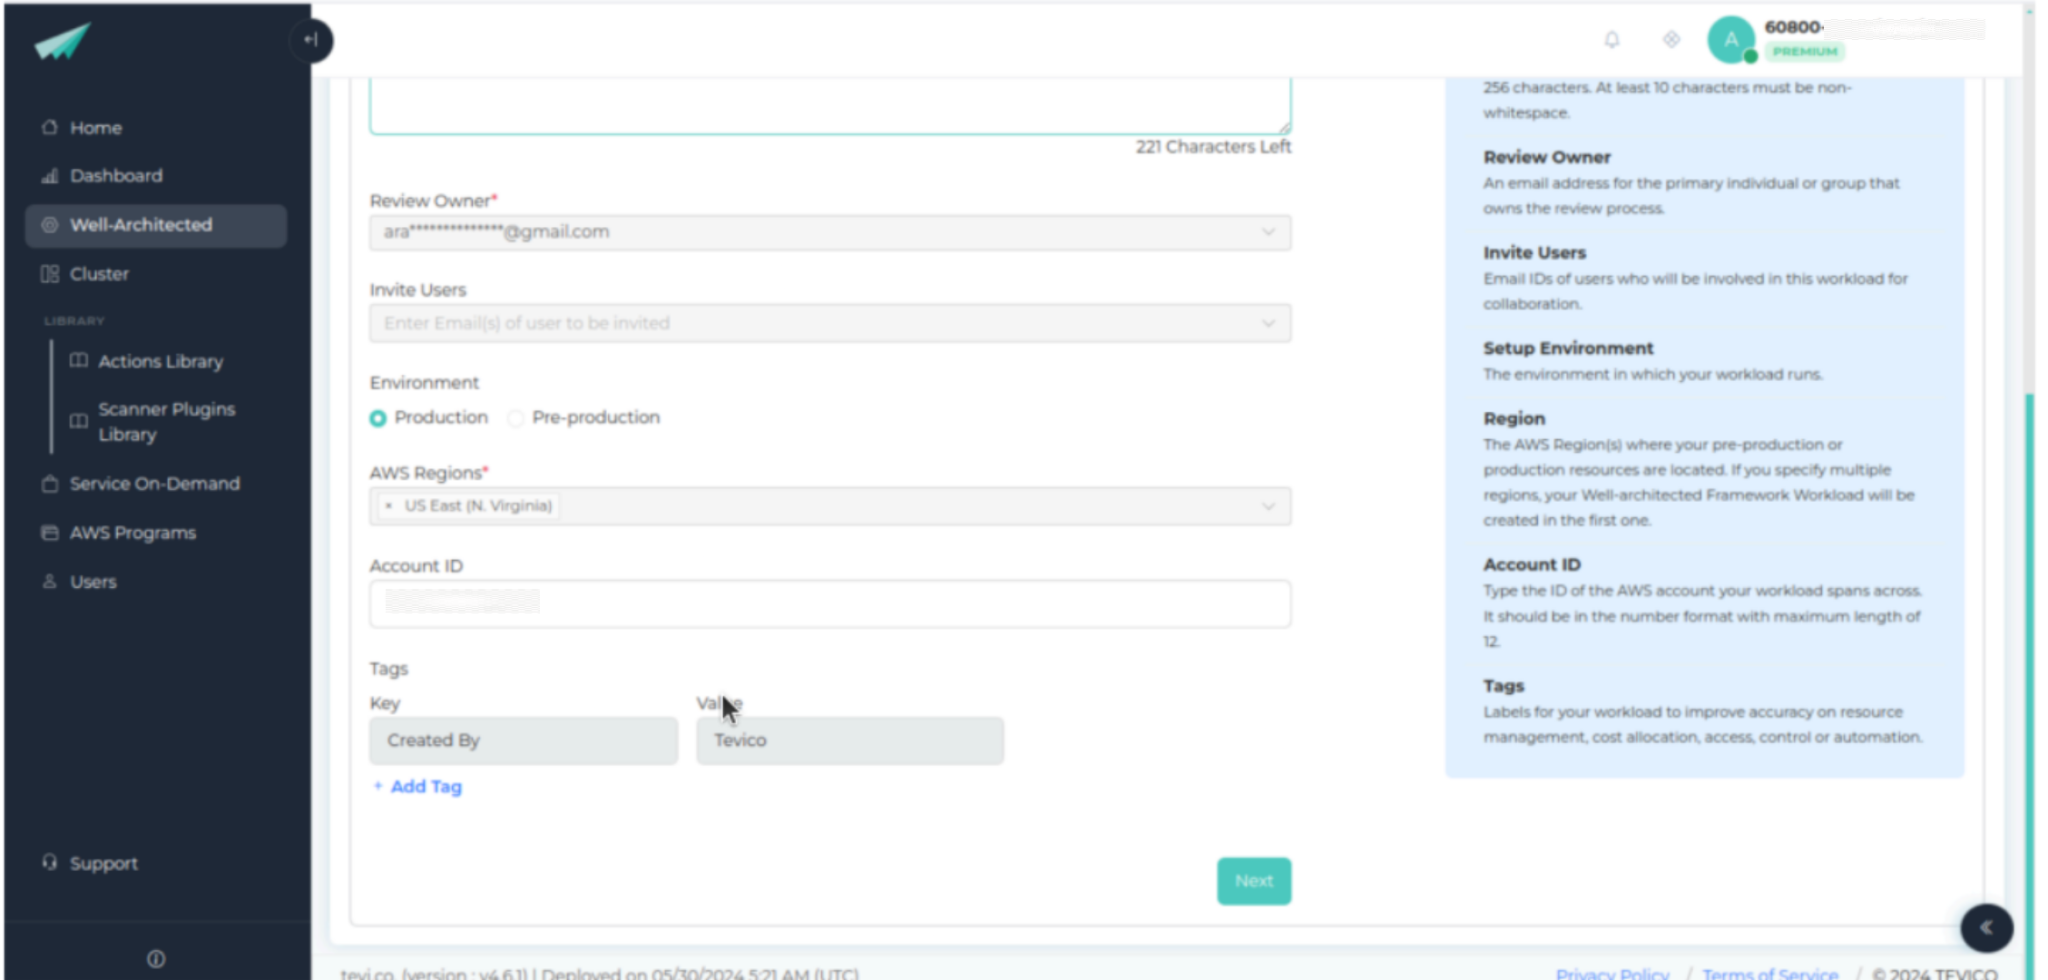 A
60800-
PREMIUM
Home
Dashboard
Well-Architected
Cluster
LIBRARY
Actions Library
Scanner Plugins
Library
Service On-Demand
AWS Programs
Users
Support
221 Characters Left
Review Owner*
ara**************@gmail.com
Invite Users
Enter Email(s) of user to be invited
Environment
Production Pre-production
AWS Regions*
× US East (N. Virginia)
Account ID
Tags
Key Value
Created By Tevico
+ Add Tag
Next
256 characters. At least 10 characters must be non-
whitespace.
Review Owner
An email address for the primary individual or group that
owns the review process.
Invite Users
Email IDs of users who will be involved in this workload for
collaboration.
Setup Environment
The environment in which your workload runs.
Region
The AWS Region(s) where your pre-production or
production resources are located. If you specify multiple
regions, your Well-architected Framework Workload will be
created in the first one.
Account ID
Type the ID of the AWS account your workload spans across.
It should be in the number format with maximum length of
12.
Tags
Labels for your workload to improve accuracy on resource
management, cost allocation, access, control or automation.
tevi.co. (version : v4.6.1) | Deployed on 05/30/2024 5:21 AM (UTC)
Privacy Policy / Terms of Service / © 2024 TEVICO